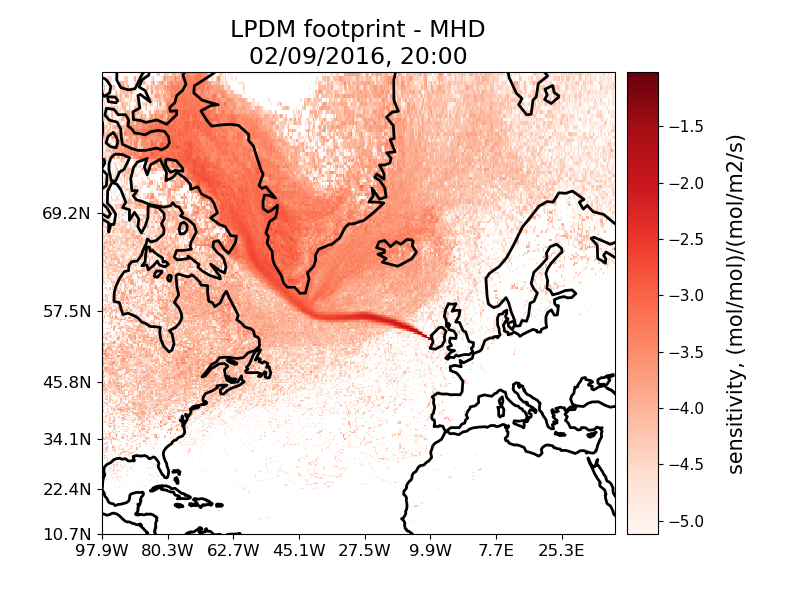 LPDM footprint - MHD
02/09/2016, 20:00
69.2N
57.5N
45.8N
34.1N
22.4N
10.7N
97.9W 80.3W 62.7W 45.1W 27.5W 9.9W 7.7E 25.3E
−1.5
−2.0
−2.5
−3.0
−3.5
−4.0
−4.5
−5.0
sensitivity, (mol/mol)/(mol/m2/s)